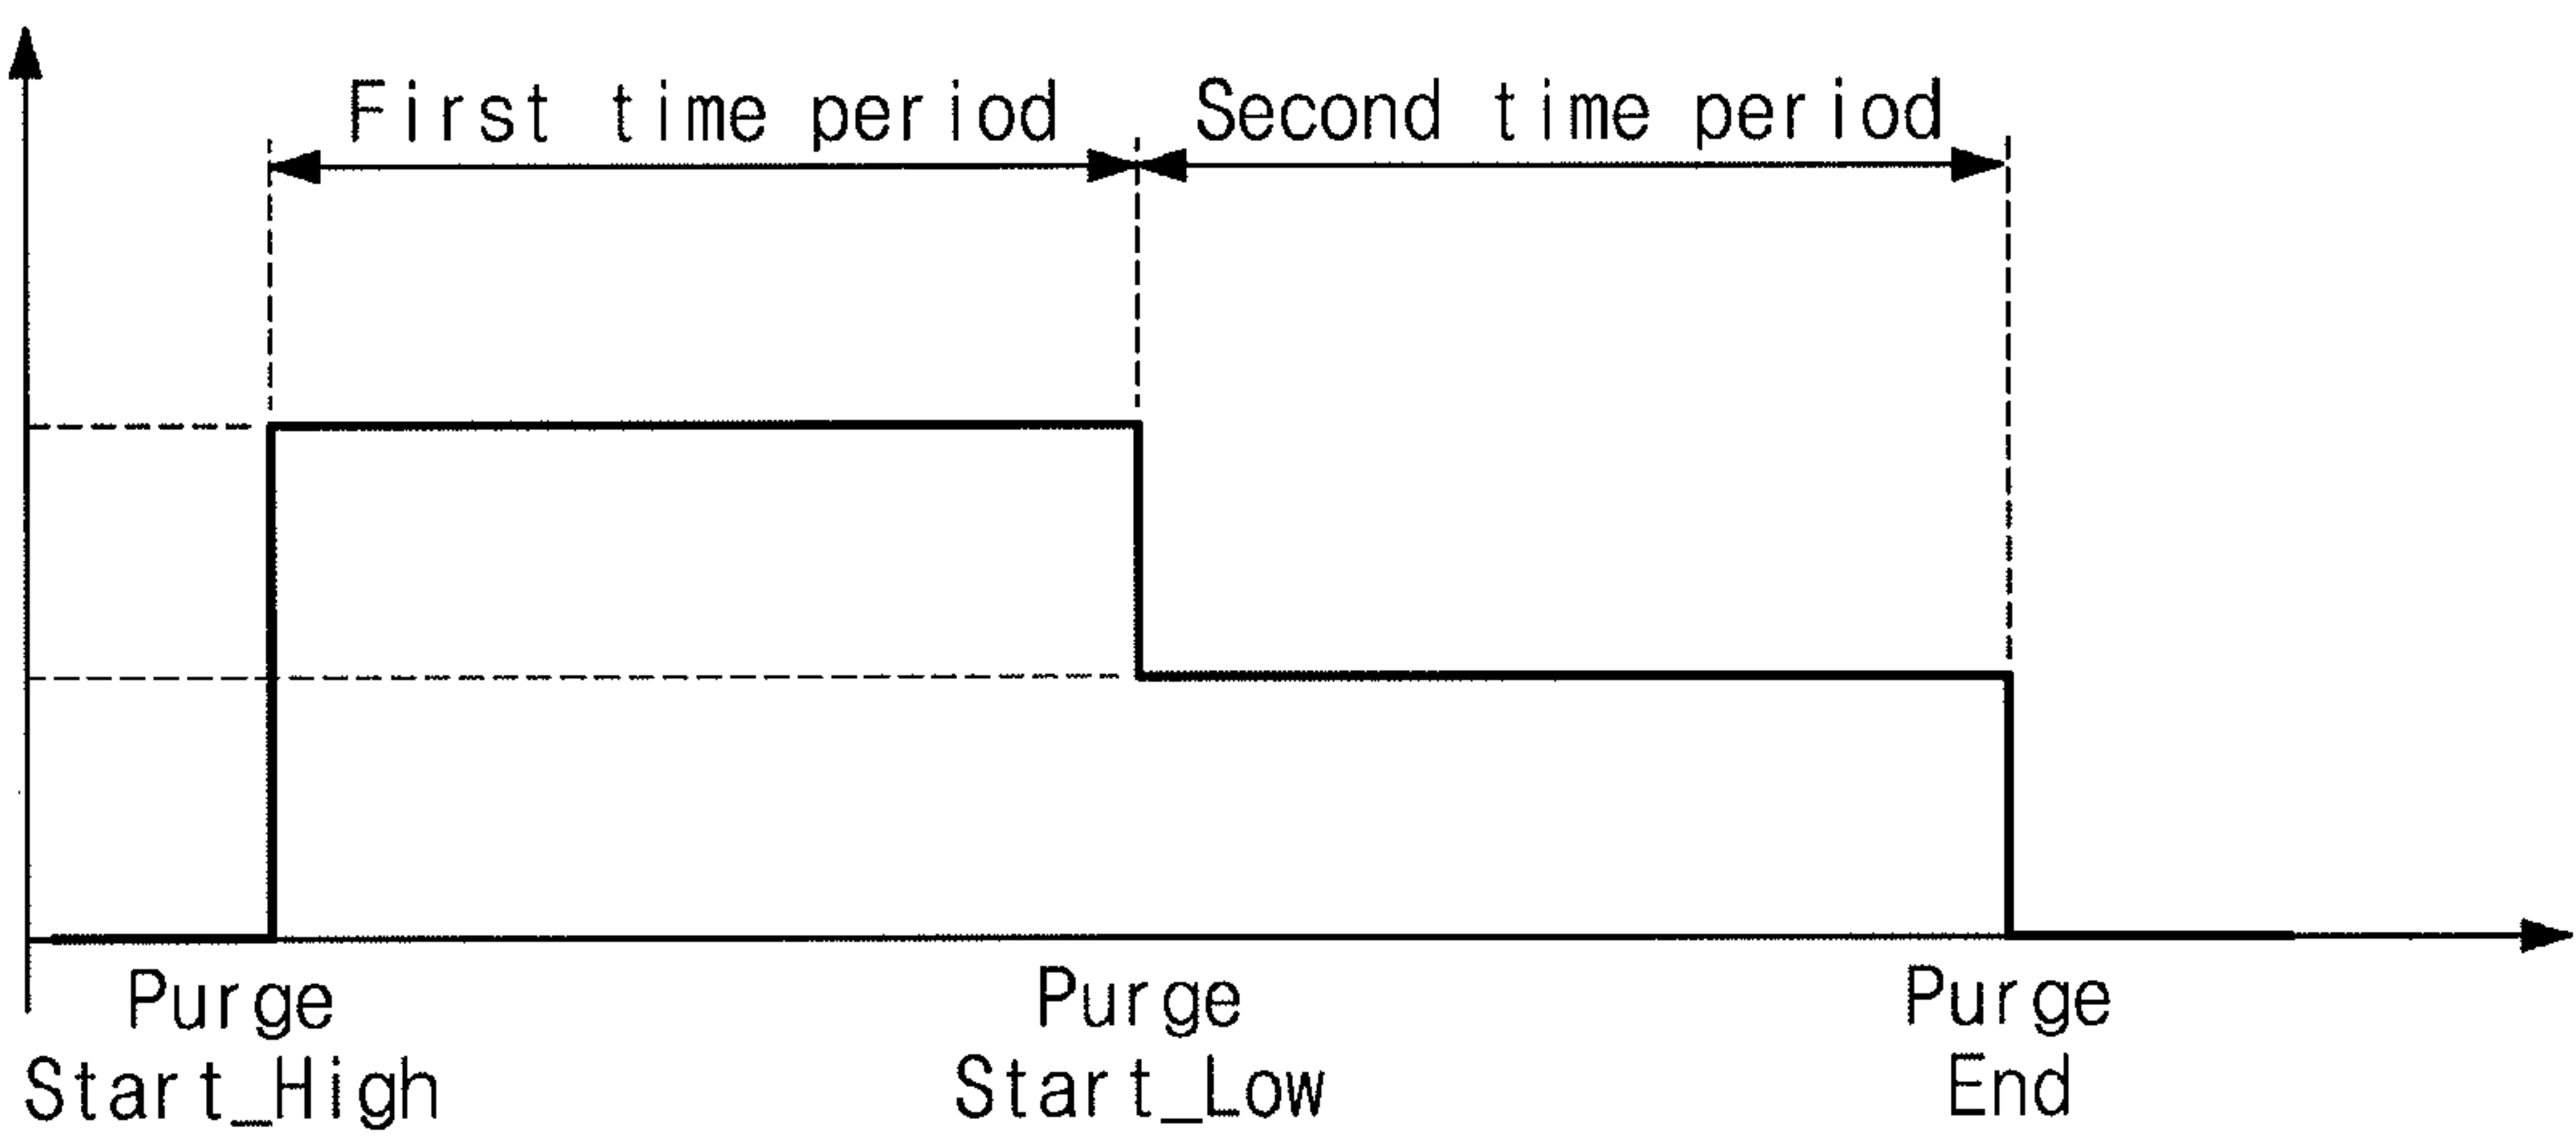 First time period
Second time period
Purge
Start_High
Purge
Start_Low
Purge
End